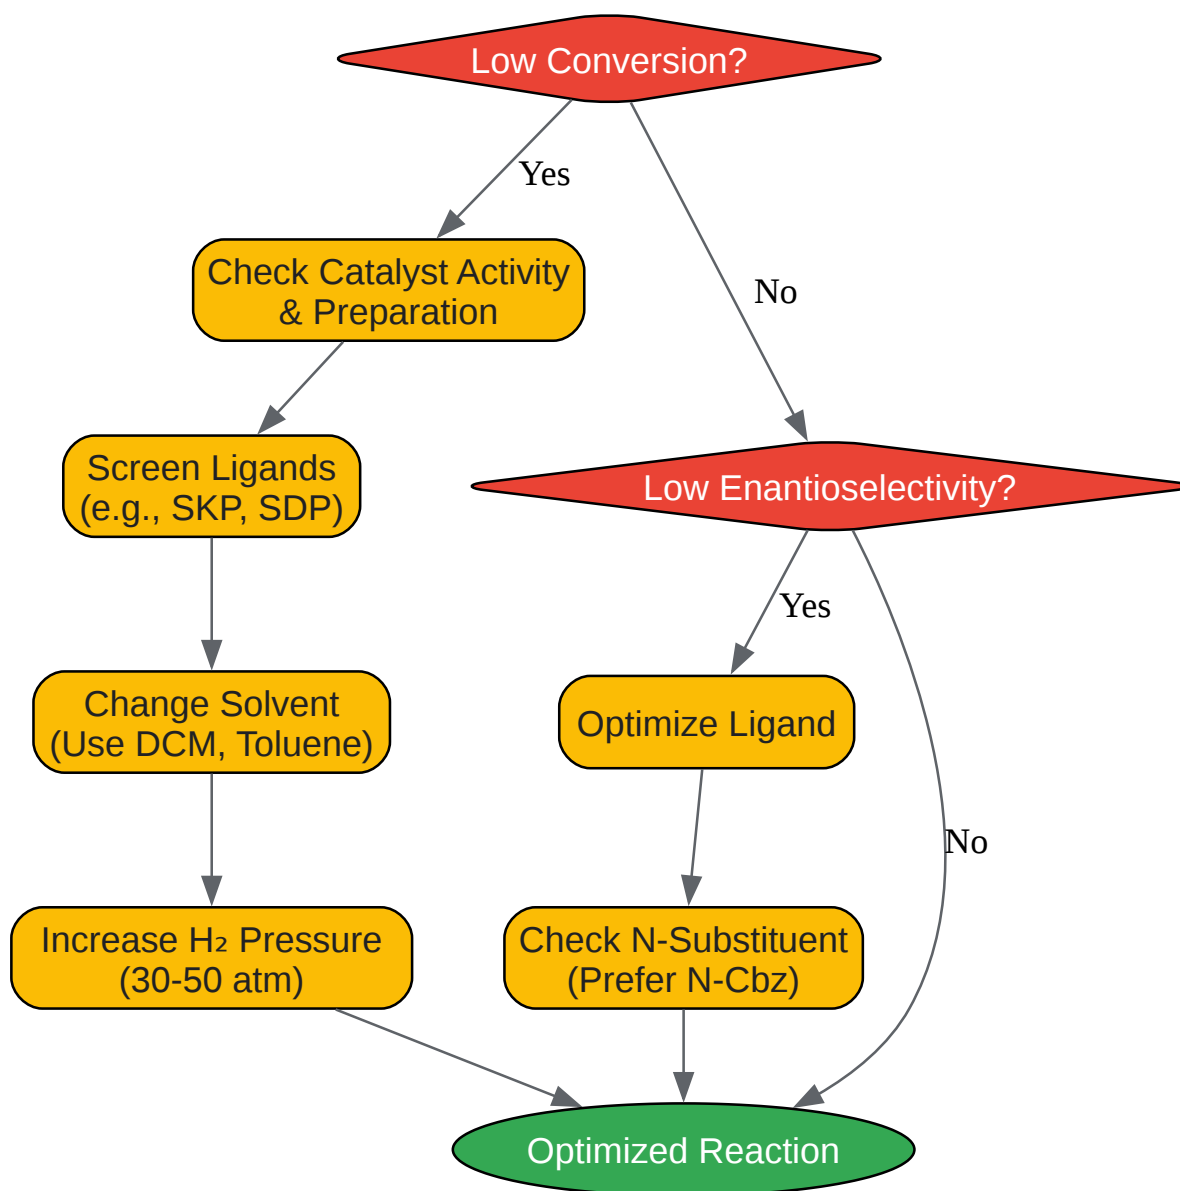 Low Conversion?
Yes
Check Catalyst Activity
& Preparation
No
Screen Ligands
(e.g., SKP, SDP)
Low Enantioselectivity?
Yes
Change Solvent
(Use DCM, Toluene)
Optimize Ligand
No
Increase H₂ Pressure
(30-50 atm)
Check N-Substituent
(Prefer N-Cbz)
Optimized Reaction